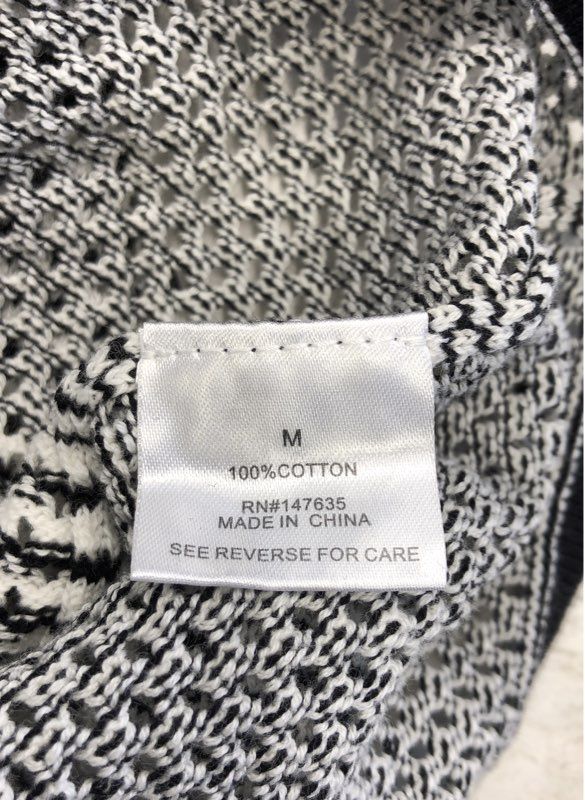 M
100%COTTON
RN#147635
MADE IN CHINA
SEE REVERSE FOR CARE